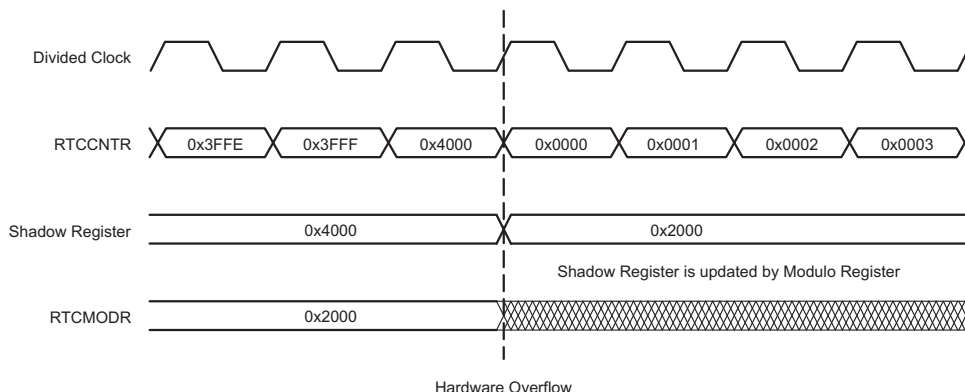 Divided Clock
RTCCNTR 0x3FFE 0x3FFF 0x4000 0x0000 0x0001 0x0002 0x0003
Shadow Register 0x4000 0x2000
Shadow Register is updated by Modulo Register
RTCMODR 0x2000
Hardware Overflow